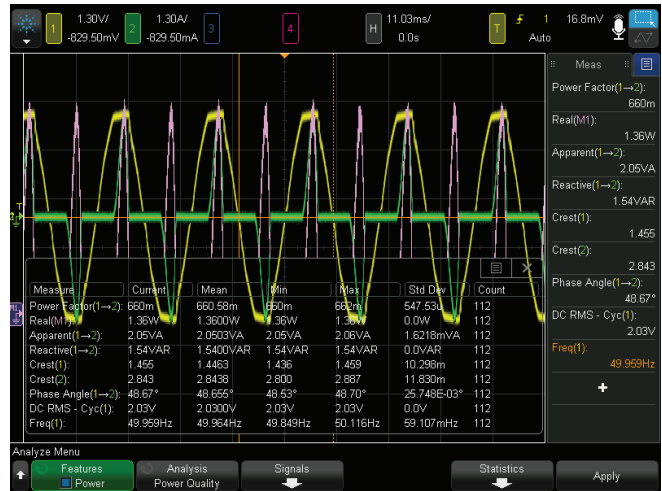 1 1.30V/ -829.50mV 2 1.30A/ -829.50mA 3 4 H 11.03ms/ 0.0s T 1 16.8mV Auto
Meas
Power Factor(1→2):
660m
Real(M1):
1.36W
Apparent(1→2):
2.05VA
Reactive(1→2):
1.54VAR
Crest(1):
1.455
Crest(2):
2.843
Phase Angle(1→2):
48.67°
DC RMS - Cyc(1):
2.03V
Freq(1):
49.959Hz
T
M1
Measure Current Mean Min Max Std Dev Count
Power Factor(1→2): 660m 660.58m 660m 662m 547.53u 112
Real(M1): 1.36W 1.3600W 1.36W 1.36W 0.0W 112
Apparent(1→2): 2.05VA 2.0503VA 2.05VA 2.06VA 1.6218mVA 112
Reactive(1→2): 1.54VAR 1.5400VAR 1.54VAR 1.54VAR 0.0VAR 112
Crest(1): 1.455 1.4463 1.436 1.459 10.298m 112
Crest(2): 2.843 2.8438 2.800 2.887 11.830m 112
Phase Angle(1→2): 48.67° 48.655° 48.53° 48.70° 25.748E-03° 112
DC RMS - Cyc(1): 2.03V 2.0300V 2.03V 2.03V 0.0V 112
Freq(1): 49.959Hz 49.964Hz 49.849Hz 50.116Hz 59.107mHz 112
Analyze Menu
Features Analysis Signals Statistics Apply
Power Power Quality